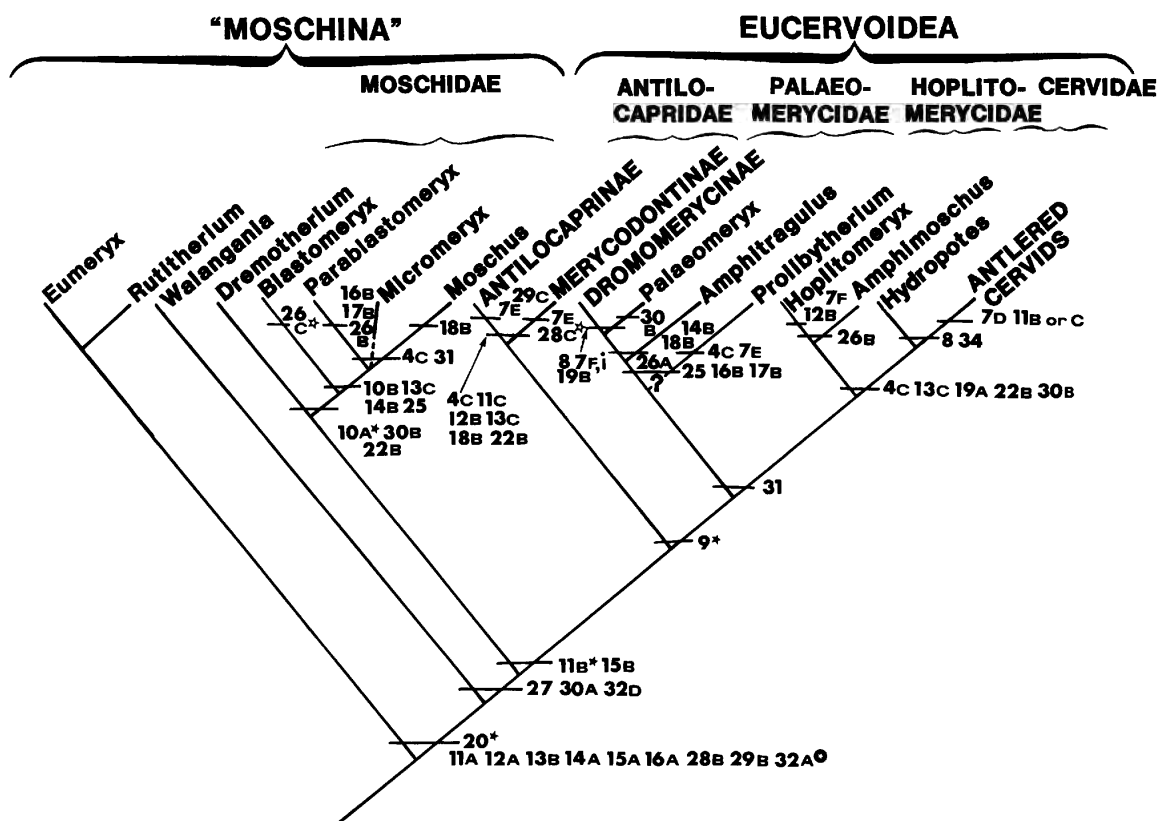 "MOSCHINA"
EUCERVOIDEA
MOSCHIDAE
ANTILO-
CAPRIDAE
PALAEO-
MERYCIDAE
HOPLITO-
MERYCIDAE
CERVIDAE
Eumeryx
Rutitherium
Walangania
Dremotherium
Blastomeryx
Parablastomeryx
Micromeryx
Moschus
ANTILOCAPRINAE
MERYCODONTINAE
DROMOMERYCINAE
Palaeomeryx
Amphitragulus
Prolibytherium
Hoplitomeryx
Amphimoschus
Hydropotes
ANTLERED
CERVIDS
26
C☆
16B
17B
26
B
18B
4C 31
10B 13C
14B 25
10A* 30B
22B
7E
29C
7E
28C☆
4C 11C
12B 13C
18B 22B
8 7F, i
19B
30
B
18B
14B
26A
4C 7E
25 16B 17B
?
7F
12B
26B
7D 11B or C
8 34
4C 13C 19A 22B 30B
31
9*
11B* 15B
27 30A 32D
20*
11A 12A 13B 14A 15A 16A 28B 29B 32A✪